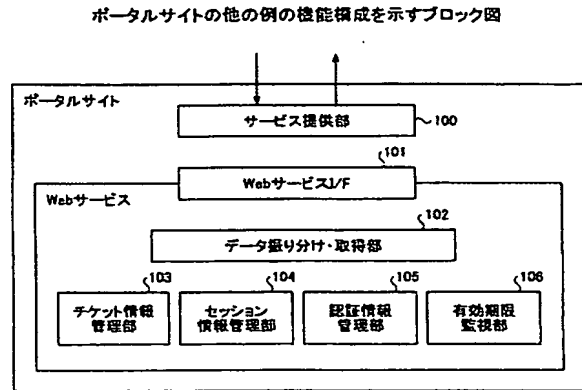 ポータルサイトの他の例の機能構成を示すブロック図
ポータルサイト
サービス提供部
100
101
WebサービスI/F
Webサービス
102
データ振り分け・取得部
103
チケット情報
管理部
104
セッション
情報管理部
105
認証情報
管理部
106
有効期限
監視部